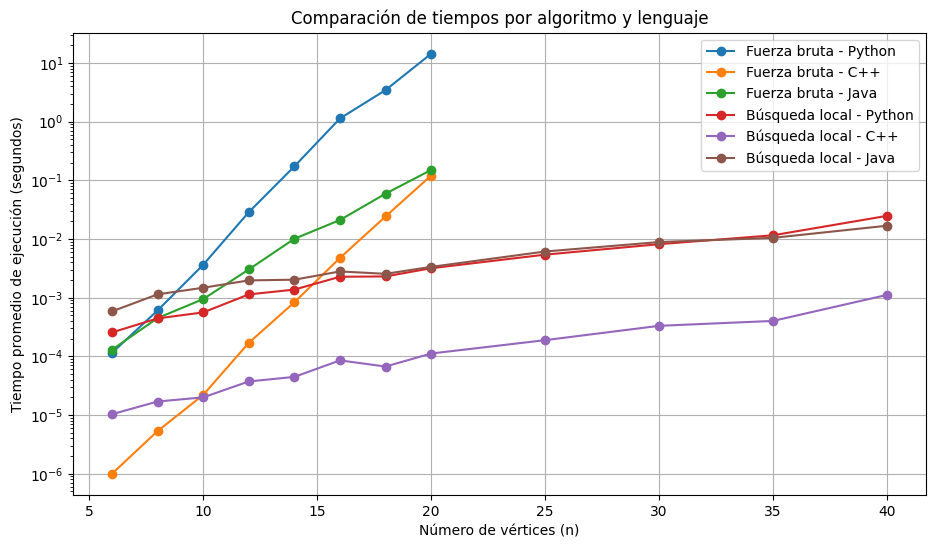 Comparación de tiempos por algoritmo y lenguaje
Fuerza bruta - Python
Fuerza bruta - C++
Fuerza bruta - Java
Búsqueda local - Python
Búsqueda local - C++
Búsqueda local - Java
Tiempo promedio de ejecución (segundos)
10¹
10⁰
10⁻¹
10⁻²
10⁻³
10⁻⁴
10⁻⁵
10⁻⁶
5 10 15 20 25 30 35 40
Número de vértices (n)